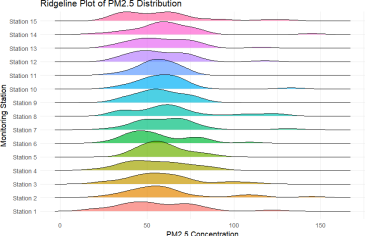 Ridgeline Plot of PM2.5 Distribution
Monitoring Station
Station 15
Station 14
Station 13
Station 12
Station 11
Station 10
Station 9
Station 8
Station 7
Station 6
Station 5
Station 4
Station 3
Station 2
Station 1
0 50 100 150
PM2.5 Concentration